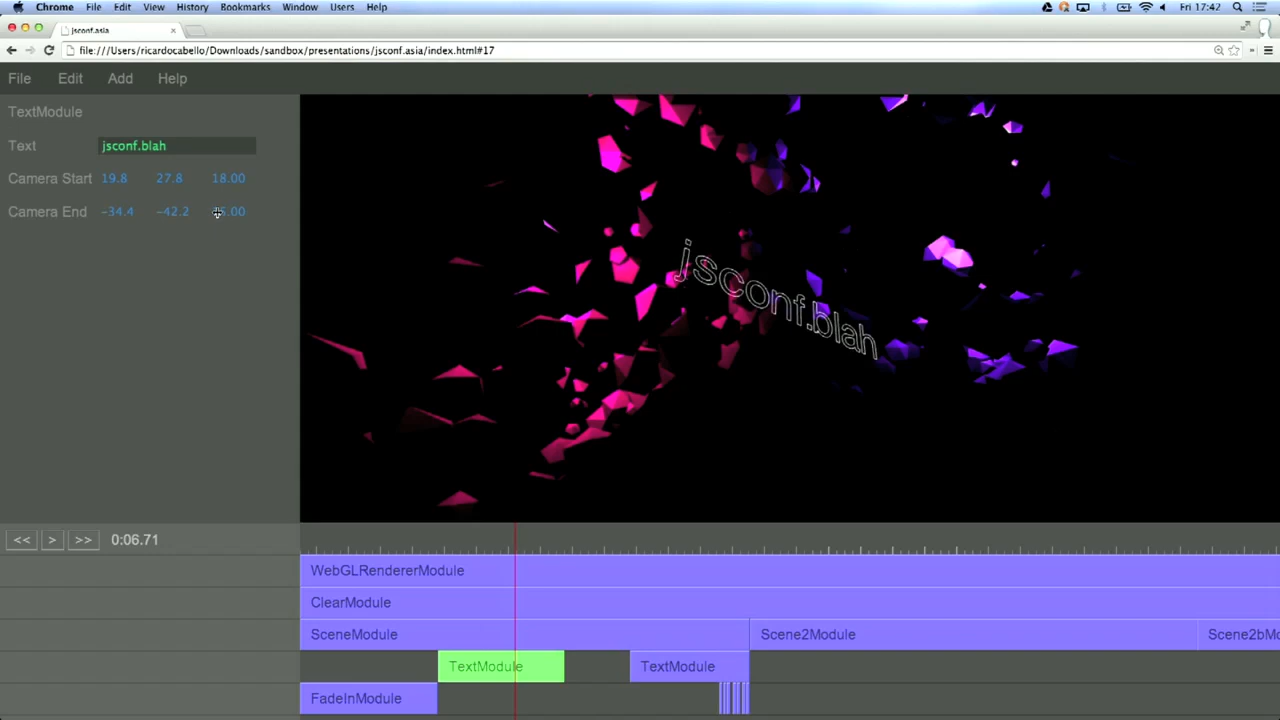 Chrome File Edit View History Bookmarks Window Users Help Fri 17:42
jsconf.asia
file:///Users/ricardocabello/Downloads/sandbox/presentations/jsconf.asia/index.html#17
File Edit Add Help
TextModule
Text jsconf.blah
Camera Start 19.8 27.8 18.00
Camera End -34.4 -42.2
jsconf.blah
<< > >> 0:06.71
WebGLRendererModule
ClearModule
SceneModule Scene2Module Scene2bMo
TextModule TextModule
FadeInModule